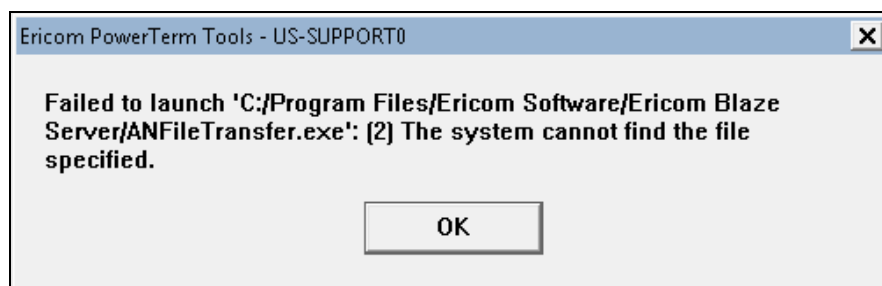 Ericom PowerTerm Tools - US-SUPPORT0
Failed to launch 'C:/Program Files/Ericom Software/Ericom Blaze
Server/ANFileTransfer.exe': (2) The system cannot find the file
specified.
OK